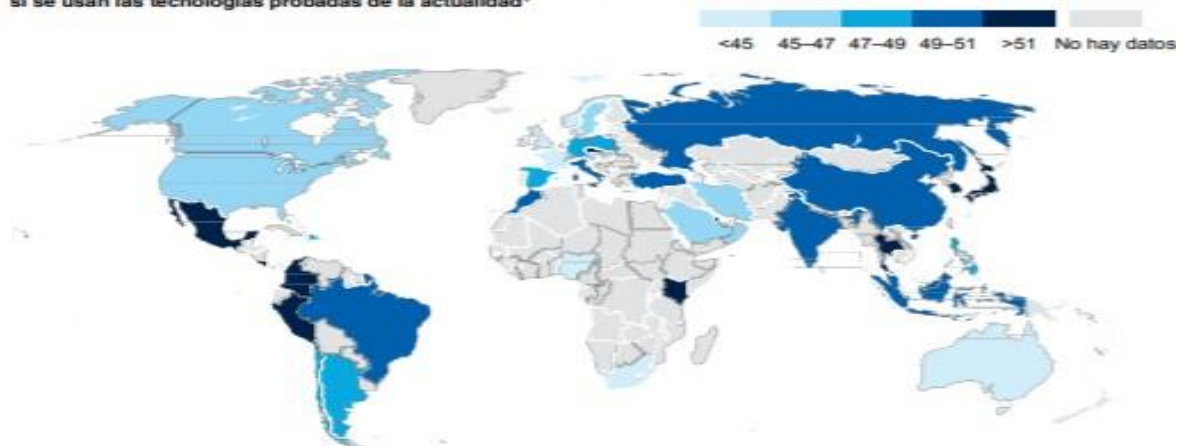 si se usan las tecnologías probadas de la actualidad
<45 45–47 47–49 49–51 >51 No hay datos